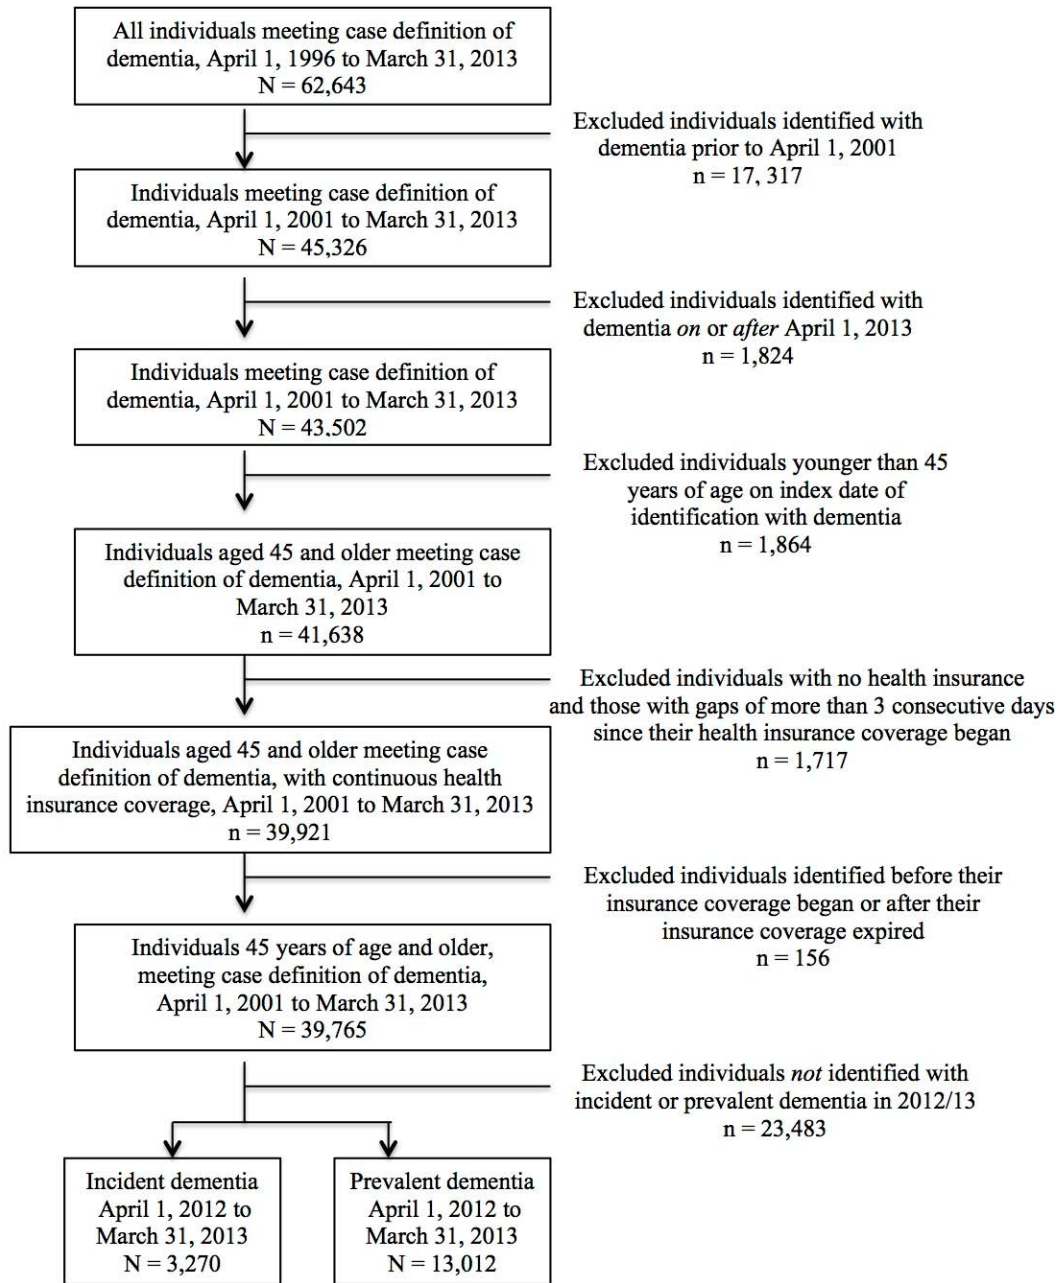 All individuals meeting case definition of
dementia, April 1, 1996 to March 31, 2013
N = 62,643
Excluded individuals identified with
dementia prior to April 1, 2001
n = 17, 317
Individuals meeting case definition of
dementia, April 1, 2001 to March 31, 2013
N = 45,326
Excluded individuals identified with
dementia on or after April 1, 2013
n = 1,824
Individuals meeting case definition of
dementia, April 1, 2001 to March 31, 2013
N = 43,502
Excluded individuals younger than 45
years of age on index date of
identification with dementia
n = 1,864
Individuals aged 45 and older meeting case
definition of dementia, April 1, 2001 to
March 31, 2013
n = 41,638
Excluded individuals with no health insurance
and those with gaps of more than 3 consecutive days
since their health insurance coverage began
n = 1,717
Individuals aged 45 and older meeting case
definition of dementia, with continuous health
insurance coverage, April 1, 2001 to March 31, 2013
n = 39,921
Excluded individuals identified before their
insurance coverage began or after their
insurance coverage expired
n = 156
Individuals 45 years of age and older,
meeting case definition of dementia,
April 1, 2001 to March 31, 2013
N = 39,765
Excluded individuals not identified with
incident or prevalent dementia in 2012/13
n = 23,483
Incident dementia
April 1, 2012 to
March 31, 2013
N = 3,270
Prevalent dementia
April 1, 2012 to
March 31, 2013
N = 13,012